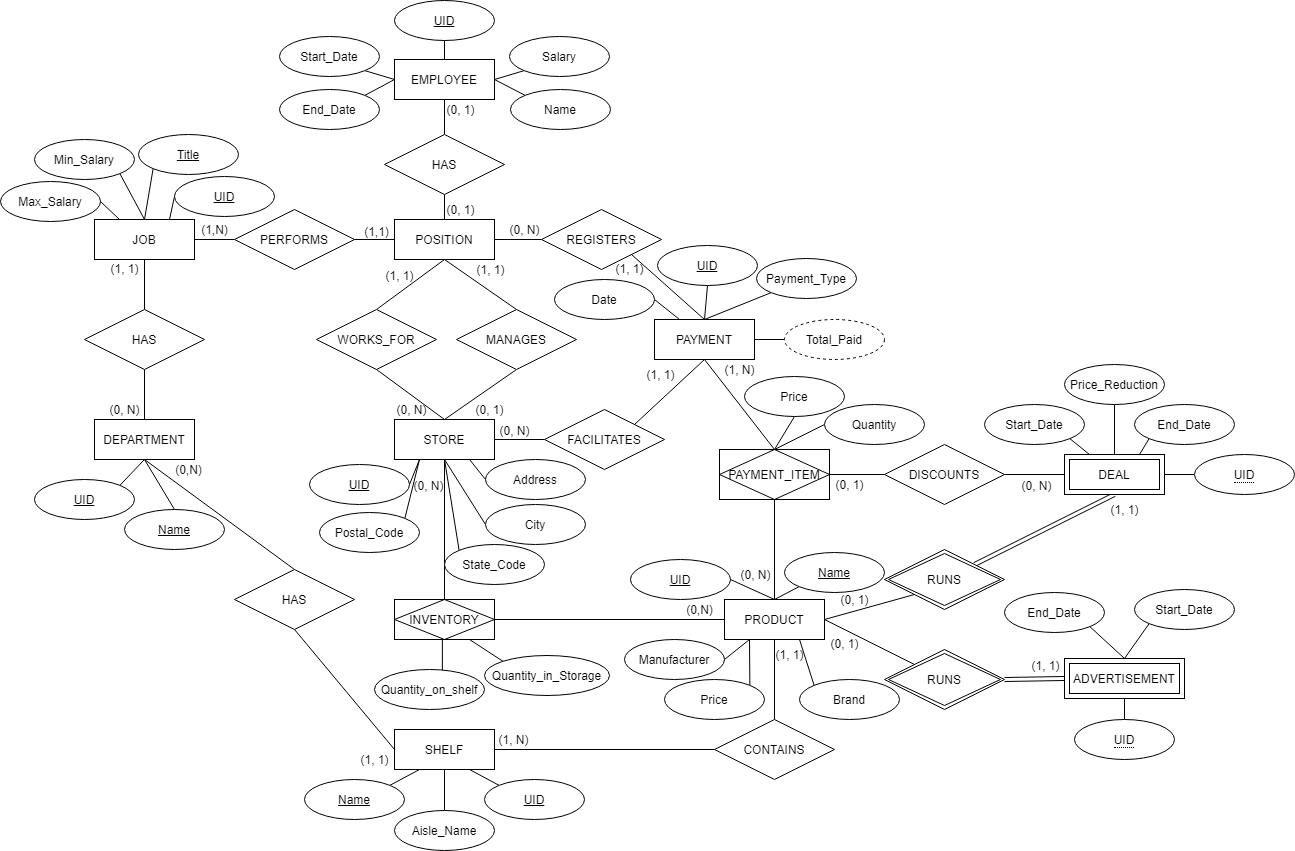 UID
Start_Date
Salary
EMPLOYEE
End_Date
Name
(0, 1)
HAS
(0, 1)
Min_Salary
Title
Max_Salary
UID
JOB
(1,N)
PERFORMS
(1,1)
POSITION
(0, N)
REGISTERS
(1, 1)
(1, 1)
(1, 1)
(1, 1)
UID
Payment_Type
Date
HAS
WORKS_FOR
MANAGES
PAYMENT
Total_Paid
(1, 1)
(1, N)
Price
Price_Reduction
(0, N)
(0, N)
(0, 1)
Quantity
Start_Date
End_Date
DEPARTMENT
STORE
(0, N)
FACILITATES
(0,N)
UID
Name
UID
(0, N)
Address
Postal_Code
City
State_Code
PAYMENT_ITEM
(0, 1)
DISCOUNTS
(0, N)
DEAL
UID
(1, 1)
HAS
UID
(0, N)
Name
RUNS
(0, 1)
INVENTORY
(0,N)
PRODUCT
End_Date
Start_Date
(0, 1)
Manufacturer
(1, 1)
Quantity_on_shelf
Quantity_in_Storage
Price
Brand
RUNS
(1, 1)
ADVERTISEMENT
UID
(1, 1)
SHELF
(1, N)
CONTAINS
Name
UID
Aisle_Name